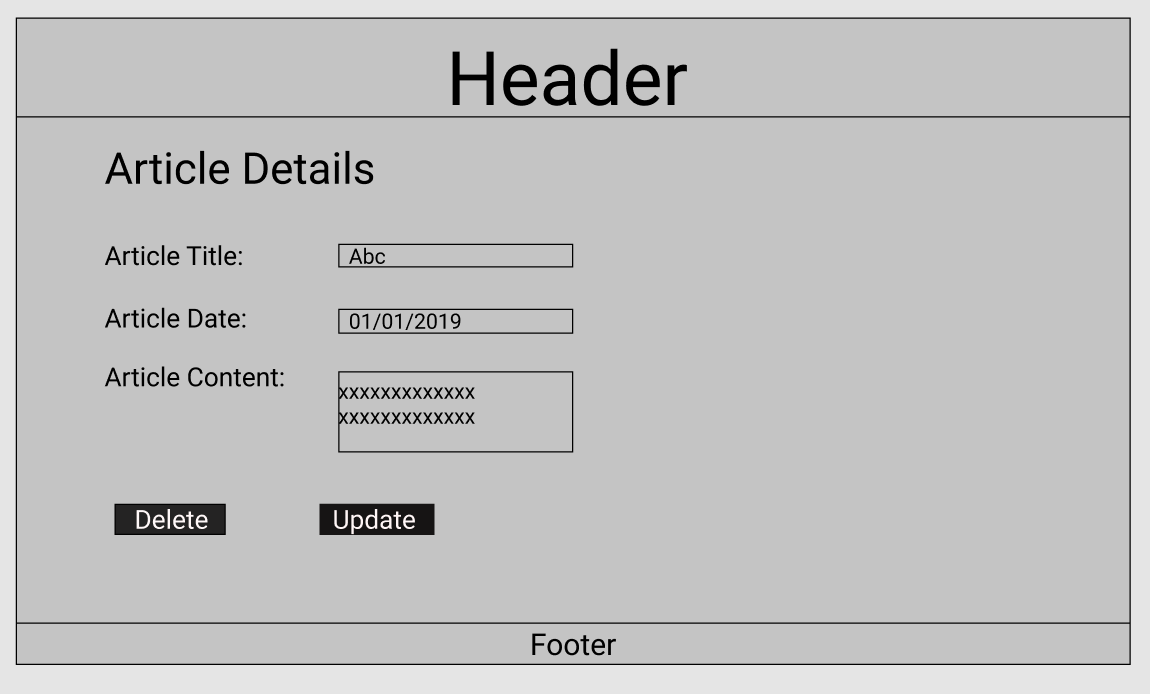 Header
Article Details
Article Title: Abc
Article Date: 01/01/2019
Article Content: xxxxxxxxxxxxx
xxxxxxxxxxxxx
Delete Update
Footer